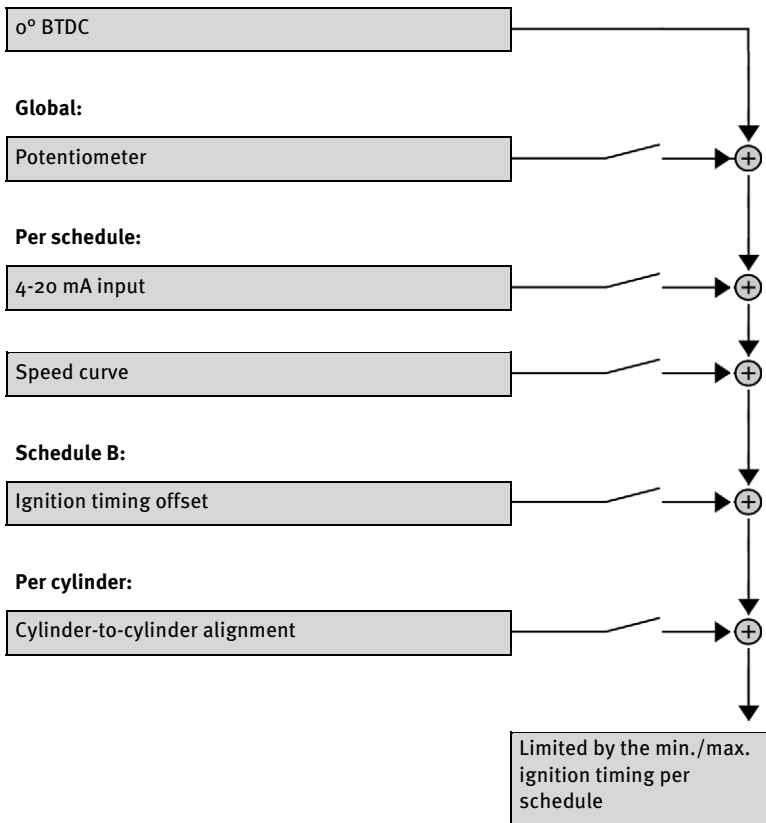 0° BTDC
Global:
Potentiometer
Per schedule:
4-20 mA input
Speed curve
Schedule B:
Ignition timing offset
Per cylinder:
Cylinder-to-cylinder alignment
Limited by the min./max.
ignition timing per
schedule